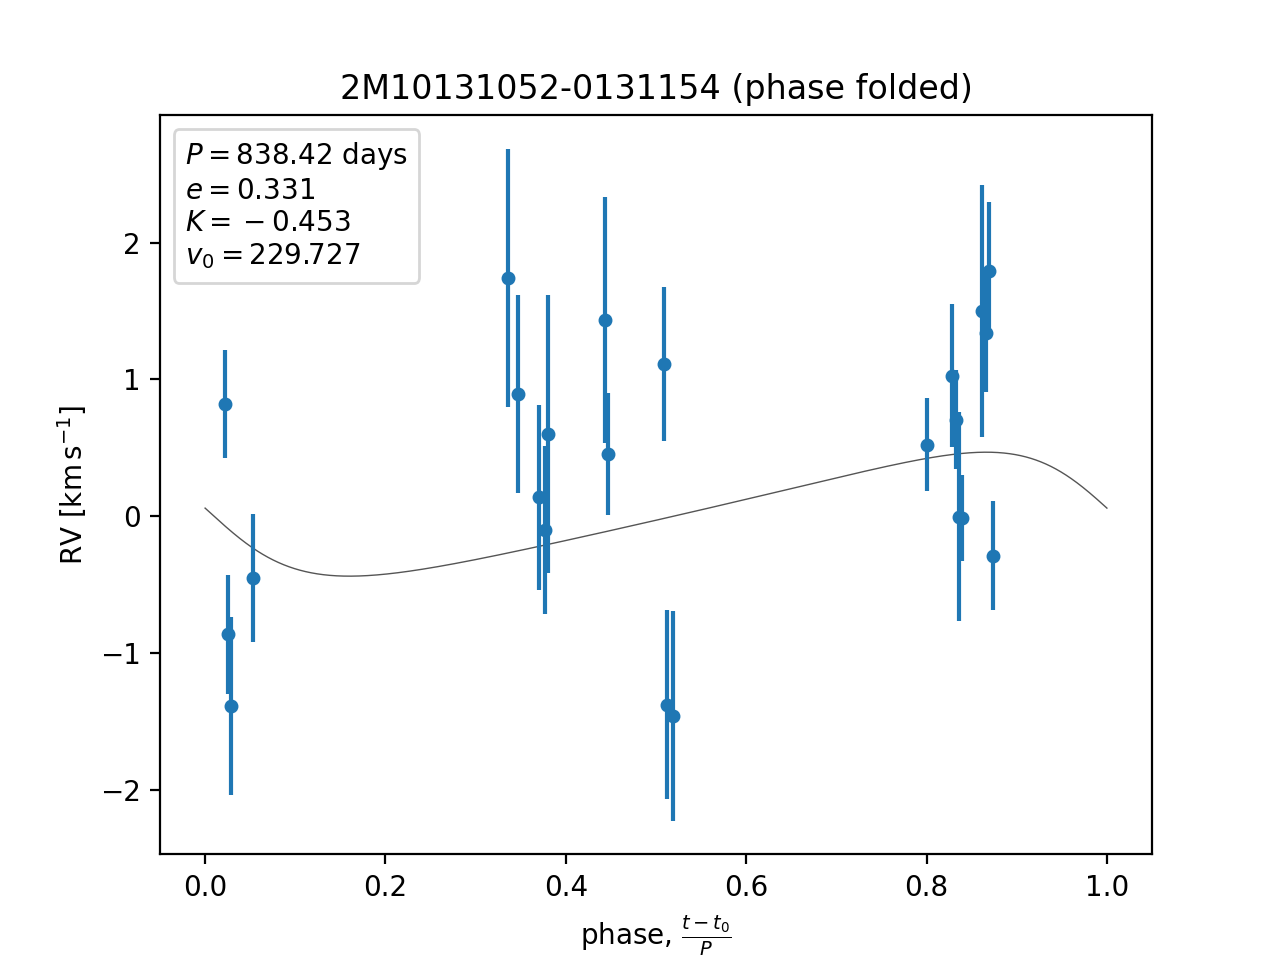 2M10131052-0131154 (phase folded)
P = 838.42 days
e = 0.331
K = −0.453
v₀ = 229.727
RV [km s⁻¹]
2
1
0
−1
−2
0.0 0.2 0.4 0.6 0.8 1.0
phase, (t − t₀)/P